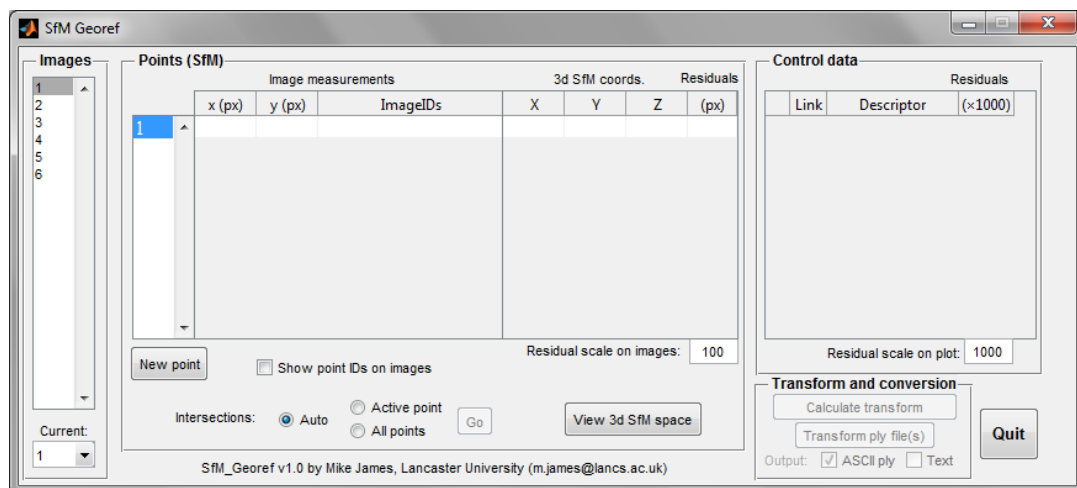 SfM Georef
Images
1
2
3
4
5
6
Current:
1
Points (SfM)
Image measurements 3d SfM coords. Residuals
x (px) y (px) ImageIDs X Y Z (px)
1
New point
Show point IDs on images
Residual scale on images: 100
Intersections: Auto
Active point
All points
Go
View 3d SfM space
SfM_Georef v1.0 by Mike James, Lancaster University (m.james@lancs.ac.uk)
Control data
Residuals
Link Descriptor (×1000)
Residual scale on plot: 1000
Transform and conversion
Calculate transform
Transform ply file(s)
Output: ASCII ply Text
Quit